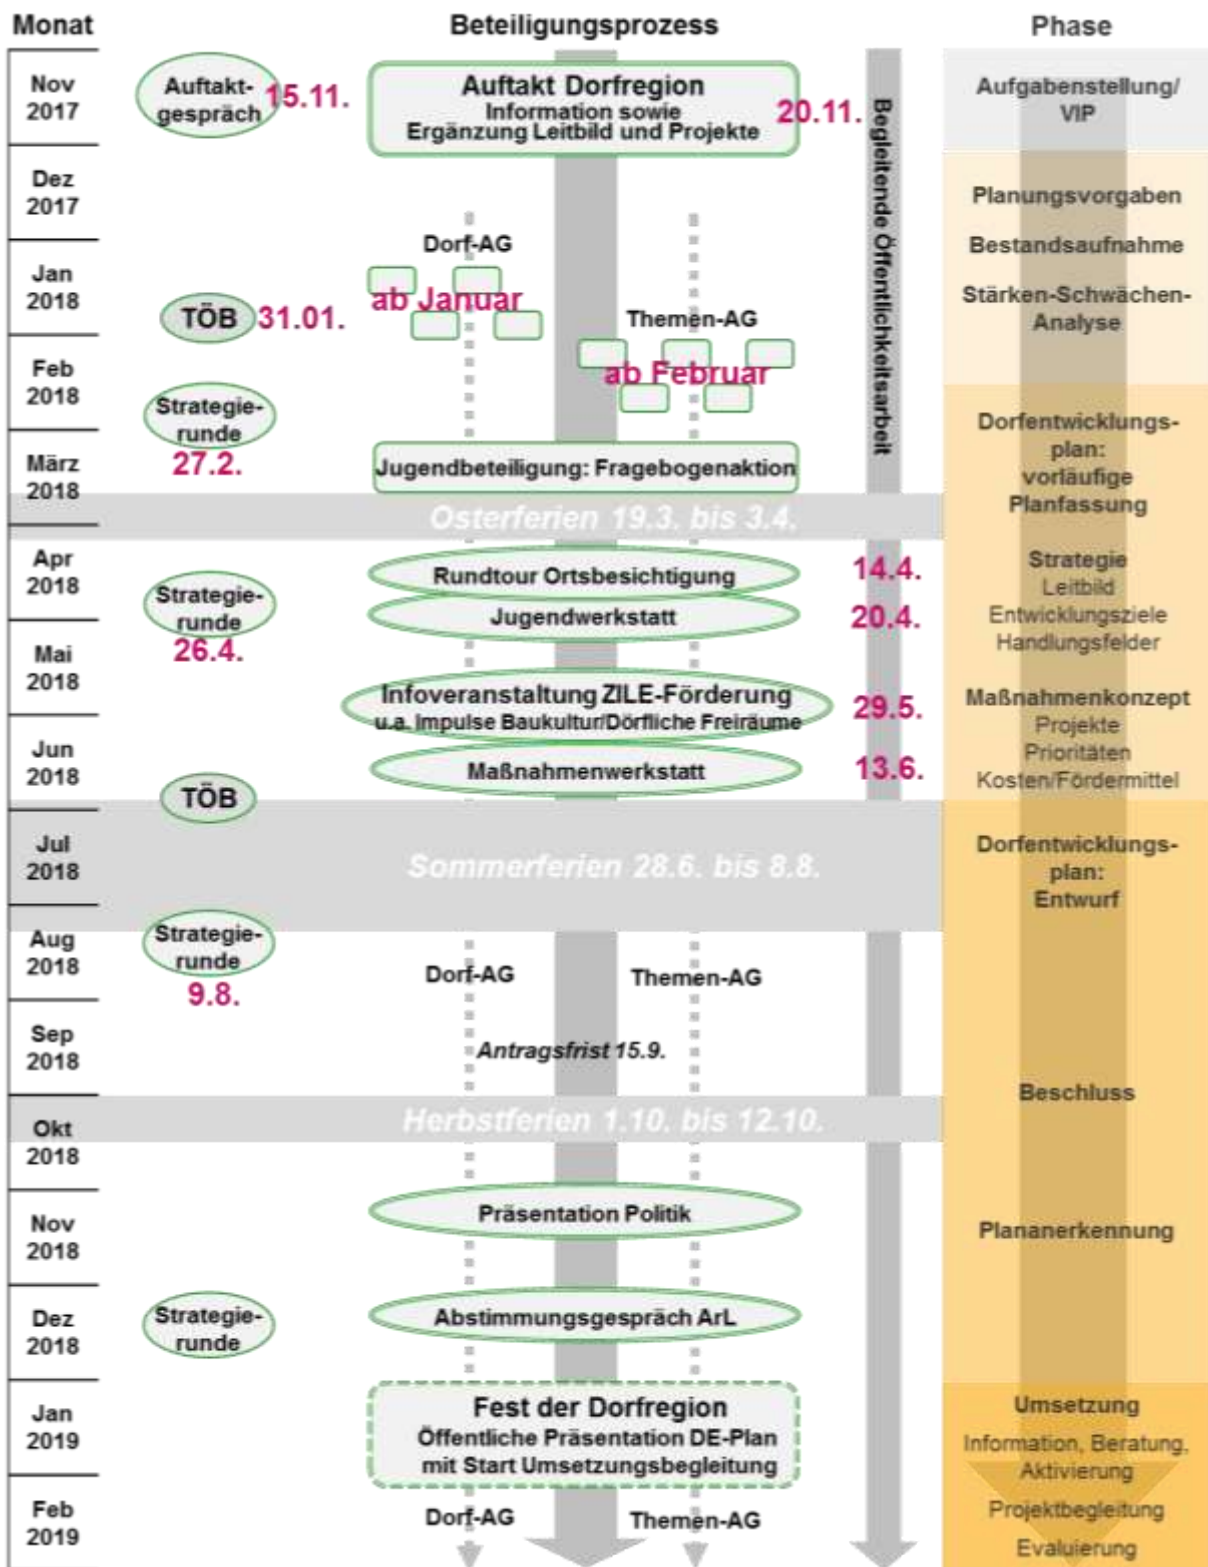 Monat
Beteiligungsprozess
Phase
Nov
2017
Auftakt-
gespräch
15.11.
Auftakt Dorfregion
Information sowie
Ergänzung Leitbild und Projekte
20.11.
Begleitende Öffentlichkeitsarbeit
Aufgabenstellung/
VIP
Dez
2017
Planungsvorgaben
Dorf-AG
Bestandsaufnahme
Jan
2018
ab Januar
TÖB
31.01.
Themen-AG
Stärken-Schwächen-
Analyse
Feb
2018
ab Februar
Strategie-
runde
27.2.
Dorfentwicklungs-
plan:
vorläufige
Planfassung
März
2018
Jugendbeteiligung: Fragebogenaktion
Osterferien 19.3. bis 3.4.
Apr
2018
Rundtour Ortsbesichtigung
14.4.
Strategie
Leitbild
Entwicklungsziele
Handlungsfelder
Strategie-
runde
26.4.
Jugendwerkstatt
20.4.
Mai
2018
Infoveranstaltung ZILE-Förderung
u.a. Impulse Baukultur/Dörfliche Freiräume
29.5.
Maßnahmenkonzept
Projekte
Prioritäten
Kosten/Fördermittel
Jun
2018
Maßnahmenwerkstatt
13.6.
TÖB
Jul
2018
Sommerferien 28.6. bis 8.8.
Dorfentwicklungs-
plan:
Entwurf
Aug
2018
Strategie-
runde
9.8.
Dorf-AG
Themen-AG
Sep
2018
Antragsfrist 15.9.
Beschluss
Herbstferien 1.10. bis 12.10.
Okt
2018
Nov
2018
Präsentation Politik
Plananerkennung
Dez
2018
Strategie-
runde
Abstimmungsgespräch ArL
Jan
2019
Fest der Dorfregion
Öffentliche Präsentation DE-Plan
mit Start Umsetzungsbegleitung
Umsetzung
Information, Beratung,
Aktivierung
Feb
2019
Dorf-AG
Themen-AG
Projektbegleitung
Evaluierung